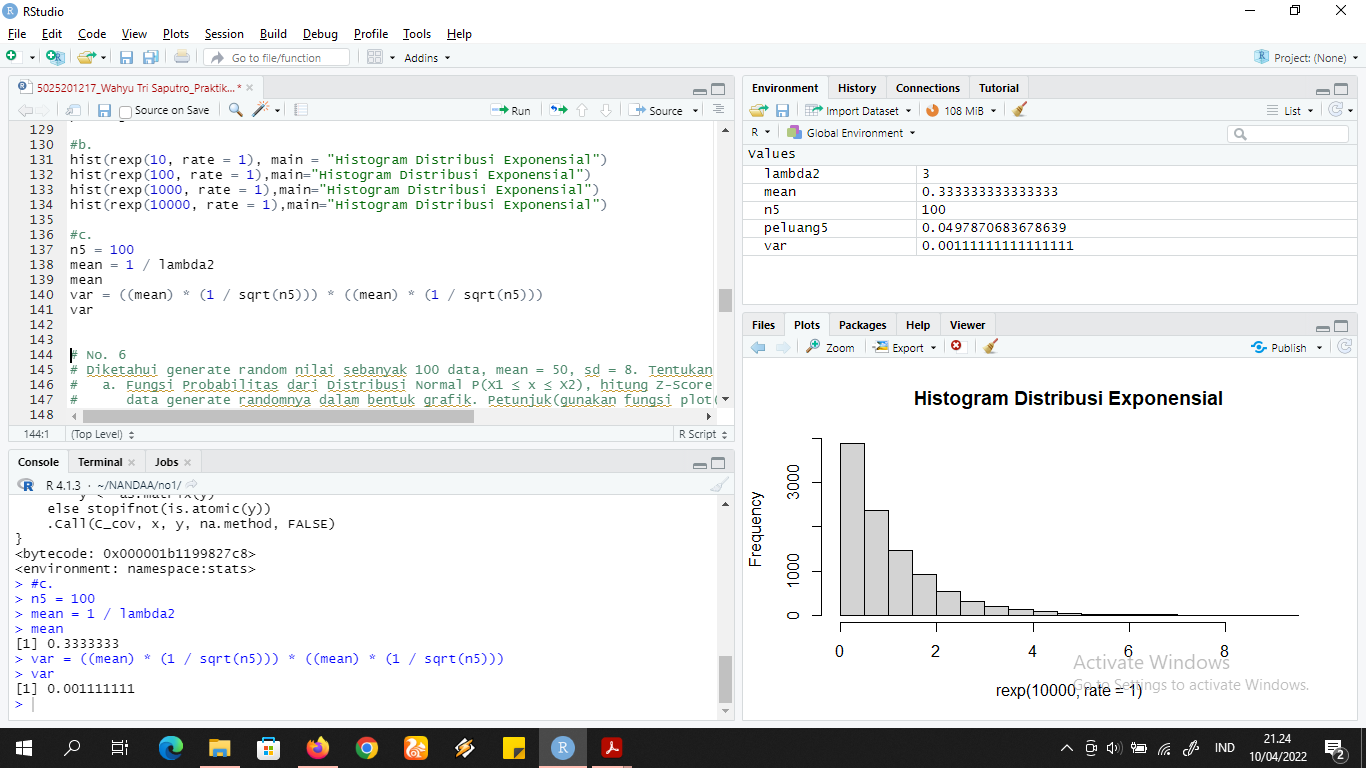 RStudio
File Edit Code View Plots Session Build Debug Profile Tools Help
Go to file/function Addins Project: (None)
5025201217_Wahyu Tri Saputro_Praktik...*
Source on Save Run Source
129
130 #b.
131 hist(rexp(10, rate = 1), main = "Histogram Distribusi Exponensial")
132 hist(rexp(100, rate = 1),main="Histogram Distribusi Exponensial")
133 hist(rexp(1000, rate = 1),main="Histogram Distribusi Exponensial")
134 hist(rexp(10000, rate = 1),main="Histogram Distribusi Exponensial")
135
136 #c.
137 n5 = 100
138 mean = 1 / lambda2
139 mean
140 var = ((mean) * (1 / sqrt(n5))) * ((mean) * (1 / sqrt(n5)))
141 var
142
143
144 # No. 6
145 # Diketahui generate random nilai sebanyak 100 data, mean = 50, sd = 8. Tentukan
146 # a. Fungsi Probabilitas dari Distribusi Normal P(X1 ≤ x ≤ X2), hitung Z-Score
147 # data generate randomnya dalam bentuk grafik. Petunjuk(gunakan fungsi plot(
148
144:1 (Top Level) R Script
Console Terminal Jobs
R 4.1.3 · ~/NANDAA/no1/
y <- as.matrix(y)
else stopifnot(is.atomic(y))
.Call(C_cov, x, y, na.method, FALSE)
}
<bytecode: 0x000001b1199827c8>
<environment: namespace:stats>
> #c.
> n5 = 100
> mean = 1 / lambda2
> mean
[1] 0.3333333
> var = ((mean) * (1 / sqrt(n5))) * ((mean) * (1 / sqrt(n5)))
> var
[1] 0.001111111
>
Environment History Connections Tutorial
Import Dataset 108 MiB List
R Global Environment
Values
lambda2 3
mean 0.333333333333333
n5 100
peluang5 0.0497870683678639
var 0.00111111111111111
Files Plots Packages Help Viewer
Zoom Export Publish
Histogram Distribusi Exponensial
Frequency
3000
1000
0
0 2 4 6 8
rexp(10000, rate = 1)
Activate Windows
Go to Settings to activate Windows.
IND
21.24
10/04/2022
2